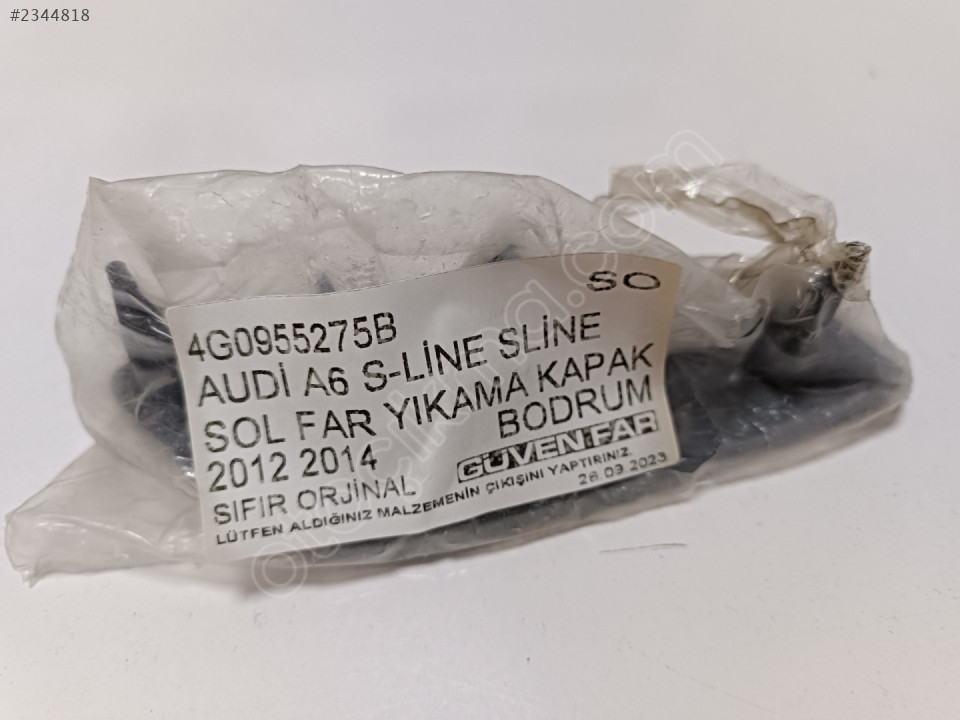 #2344818
SO
4G0955275B
AUDİ A6 S-LİNE SLİNE
SOL FAR YIKAMA KAPAK
2012 2014 BODRUM
SIFIR ORJİNAL GÜVEN FAR
LÜTFEN ALDIĞINIZ MALZEMENİN ÇIKIŞINI YAPTIRINIZ. 26.09.2023